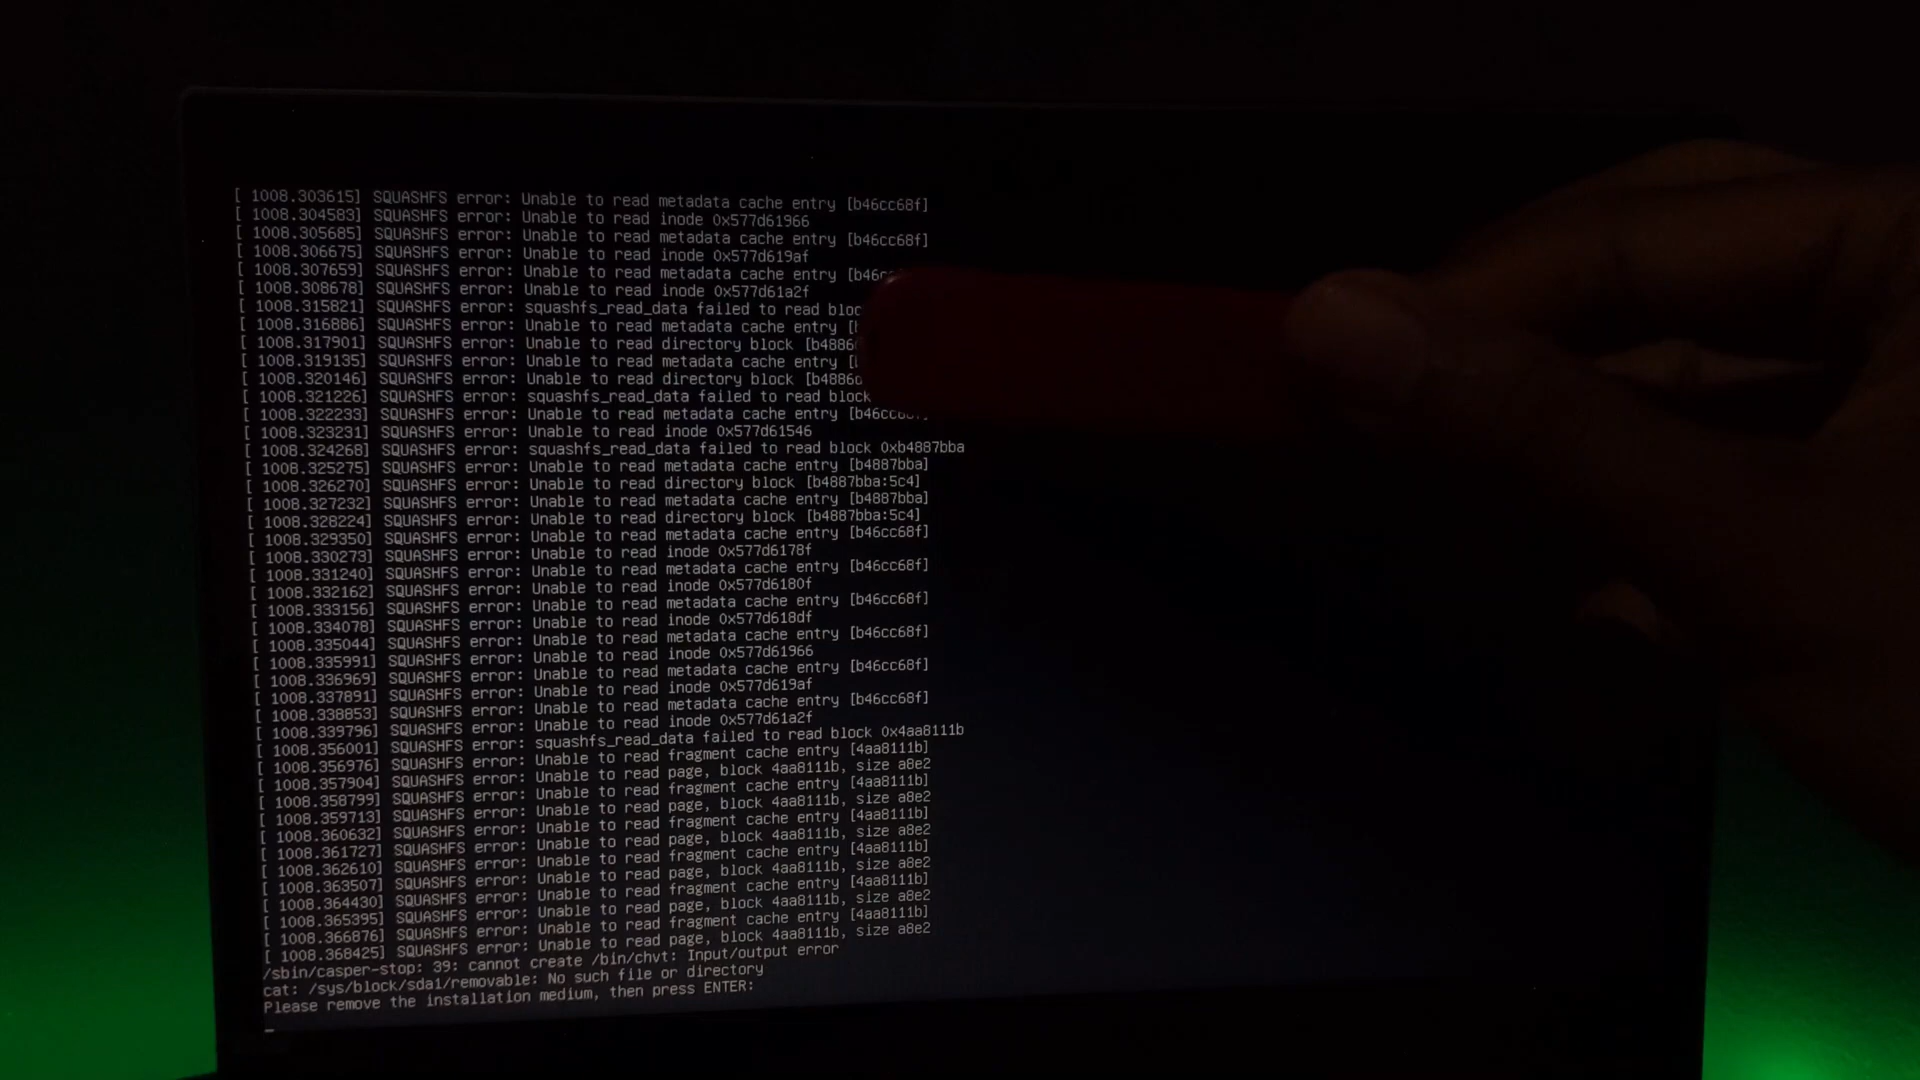 [ 1008.303615] SQUASHFS error: Unable to read metadata cache entry [b46cc68f]
[ 1008.304583] SQUASHFS error: Unable to read inode 0x577d61966
[ 1008.305685] SQUASHFS error: Unable to read metadata cache entry [b46cc68f]
[ 1008.306675] SQUASHFS error: Unable to read inode 0x577d619af
[ 1008.307659] SQUASHFS error: Unable to read metadata cache entry
[ 1008.308678] SQUASHFS error: Unable to read inode 0x577d61a2f
[ 1008.315821] SQUASHFS error: squashfs_read_data failed to read
[ 1008.316886] SQUASHFS error: Unable to read metadata cache entry
[ 1008.317901] SQUASHFS error: Unable to read directory block
[ 1008.319135] SQUASHFS error: Unable to read metadata cache entry
[ 1008.320146] SQUASHFS error: Unable to read directory block
[ 1008.321226] SQUASHFS error: squashfs_read_data failed to read block
[ 1008.322233] SQUASHFS error: Unable to read metadata cache entry
[ 1008.323231] SQUASHFS error: Unable to read inode 0x577d61546
[ 1008.324268] SQUASHFS error: squashfs_read_data failed to read block 0xb4887bba
[ 1008.325275] SQUASHFS error: Unable to read metadata cache entry [b4887bba]
[ 1008.326270] SQUASHFS error: Unable to read directory block [b4887bba:5c4]
[ 1008.327232] SQUASHFS error: Unable to read metadata cache entry [b4887bba]
[ 1008.328224] SQUASHFS error: Unable to read directory block [b4887bba:5c4]
[ 1008.329350] SQUASHFS error: Unable to read metadata cache entry [b46cc68f]
[ 1008.330273] SQUASHFS error: Unable to read inode 0x577d6178f
[ 1008.331240] SQUASHFS error: Unable to read metadata cache entry [b46cc68f]
[ 1008.332162] SQUASHFS error: Unable to read inode 0x577d6180f
[ 1008.333156] SQUASHFS error: Unable to read metadata cache entry [b46cc68f]
[ 1008.334078] SQUASHFS error: Unable to read inode 0x577d618df
[ 1008.335044] SQUASHFS error: Unable to read metadata cache entry [b46cc68f]
[ 1008.335991] SQUASHFS error: Unable to read inode 0x577d61966
[ 1008.336969] SQUASHFS error: Unable to read metadata cache entry [b46cc68f]
[ 1008.337891] SQUASHFS error: Unable to read inode 0x577d619af
[ 1008.338853] SQUASHFS error: Unable to read metadata cache entry [b46cc68f]
[ 1008.339796] SQUASHFS error: Unable to read inode 0x577d61a2f
[ 1008.356001] SQUASHFS error: squashfs_read_data failed to read block 0x4aa8111b
[ 1008.356976] SQUASHFS error: Unable to read fragment cache entry [4aa8111b]
[ 1008.357904] SQUASHFS error: Unable to read page, block 4aa8111b, size a8e2
[ 1008.358799] SQUASHFS error: Unable to read fragment cache entry [4aa8111b]
[ 1008.359713] SQUASHFS error: Unable to read page, block 4aa8111b, size a8e2
[ 1008.360632] SQUASHFS error: Unable to read fragment cache entry [4aa8111b]
[ 1008.361727] SQUASHFS error: Unable to read page, block 4aa8111b, size a8e2
[ 1008.362610] SQUASHFS error: Unable to read fragment cache entry [4aa8111b]
[ 1008.363507] SQUASHFS error: Unable to read page, block 4aa8111b, size a8e2
[ 1008.364430] SQUASHFS error: Unable to read fragment cache entry [4aa8111b]
[ 1008.365395] SQUASHFS error: Unable to read page, block 4aa8111b, size a8e2
[ 1008.366876] SQUASHFS error: Unable to read fragment cache entry [4aa8111b]
[ 1008.368425] SQUASHFS error: Unable to read page, block 4aa8111b, size a8e2
/sbin/casper-stop: 39: cannot create /bin/chvt: Input/output error
cat: /sys/block/sda1/removable: No such file or directory
Please remove the installation medium, then press ENTER: